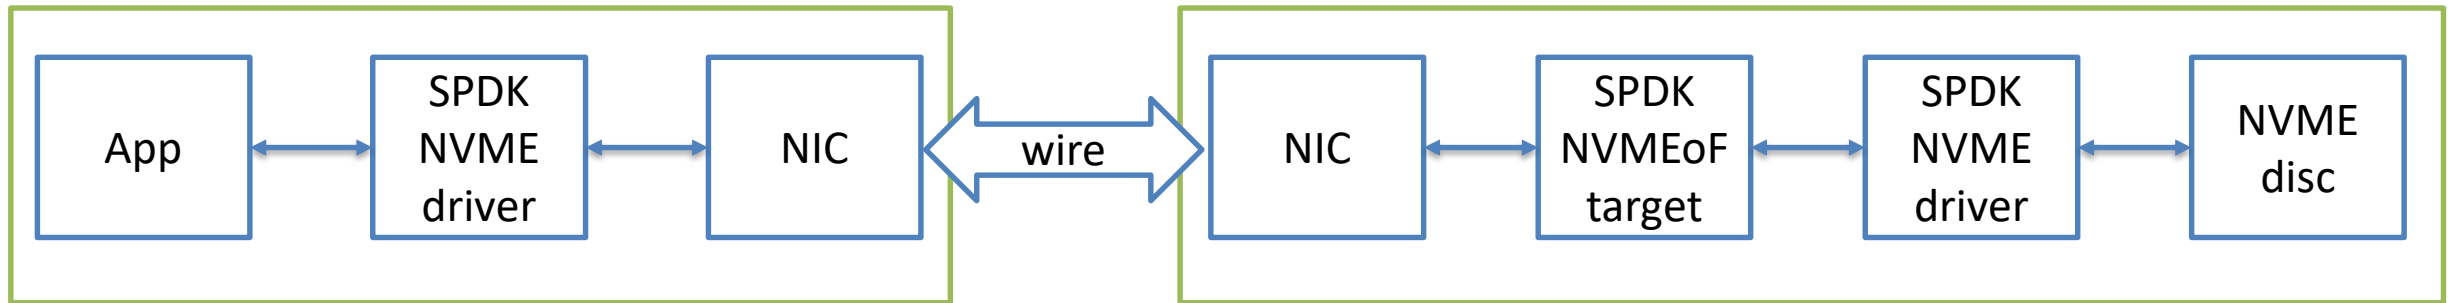 App
SPDK
NVME
driver
NIC
wire
NIC
SPDK
NVMEoF
target
SPDK
NVME
driver
NVME
disc